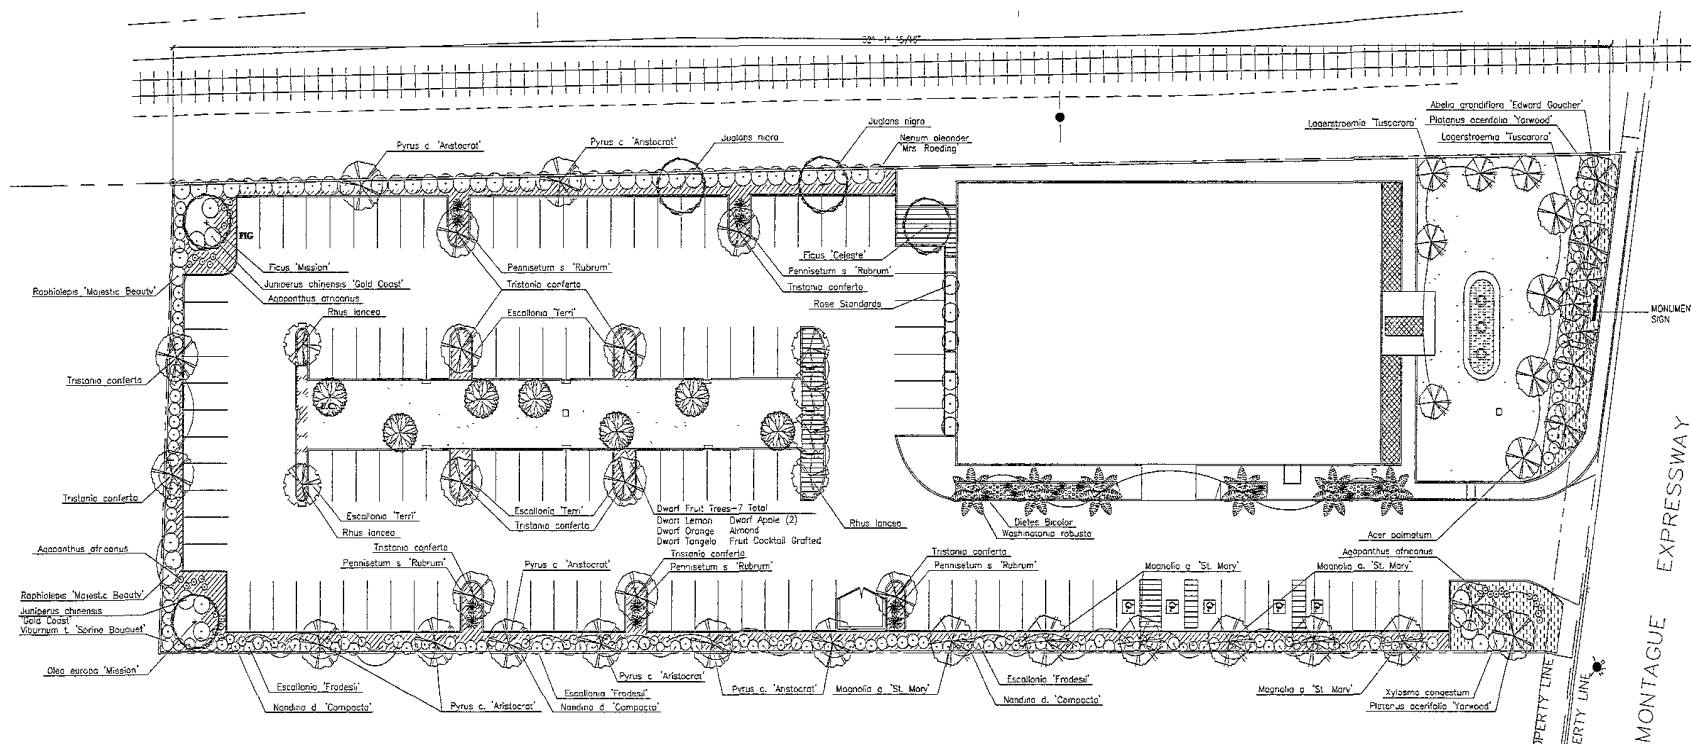 Abelia grandiflora 'Edward Goucher'
Platanus acerifolia 'Yarwood'
Lagerstroemia 'Tuscarora'
Lagerstroemia 'Tuscarora'
Juglans nigra
Juglans nigra
Nerium oleander
'Mrs Roeding'
Pyrus c 'Aristocrat'
Pyrus c 'Aristocrat'
FIG
Ficus 'Mission'
Juniperus chinensis 'Gold Coast'
Agapanthus africanus
Raphiolepis 'Majestic Beauty'
Pennisetum s 'Rubrum'
Tristania conferta
Escallonia 'Terri'
Rhus lancea
Ficus 'Celeste'
Pennisetum s 'Rubrum'
Tristania conferta
Rose Standards
MONUMENT
SIGN
Tristania conferta
Tristania conferta
Escallonia 'Terri'
Rhus lancea
Escallonia 'Terri'
Tristania conferta
Dwarf Fruit Trees-7 Total
Dwarf Lemon Dwarf Apple (2)
Dwarf Orange Almond
Dwarf Tangelo Fruit Cocktail Grafted
Rhus lancea
Dietes Bicolor
Washingtonia robusta
Acer palmatum
Agapanthus africanus
Agapanthus africanus
Tristania conferta
Pennisetum s 'Rubrum'
Pyrus c 'Aristocrat'
Tristania conferta
Pennisetum s 'Rubrum'
Tristania conferta
Pennisetum s 'Rubrum'
Magnolia g 'St. Mary'
Magnolia g. 'St. Mary'
Raphiolepis 'Majestic Beauty'
Juniperus chinensis
'Gold Coast'
Viburnum t. 'Spring Bouquet'
Olea europa 'Mission'
Escallonia 'Fradesii'
Nandina d 'Compacta'
Pyrus c. 'Aristocrat'
Escallonia 'Fradesii'
Nandina d 'Compacta'
Pyrus c 'Aristocrat'
Pyrus c. 'Aristocrat'
Magnolia g 'St. Mary'
Escallonia 'Fradesii'
Nandina d. 'Compacta'
Magnolia g 'St Mary'
Xylosma congestum
Platanus acerifolia 'Yarwood'
PERTY LINE
ERTY LINE
MONTAGUE EXPRESSWAY